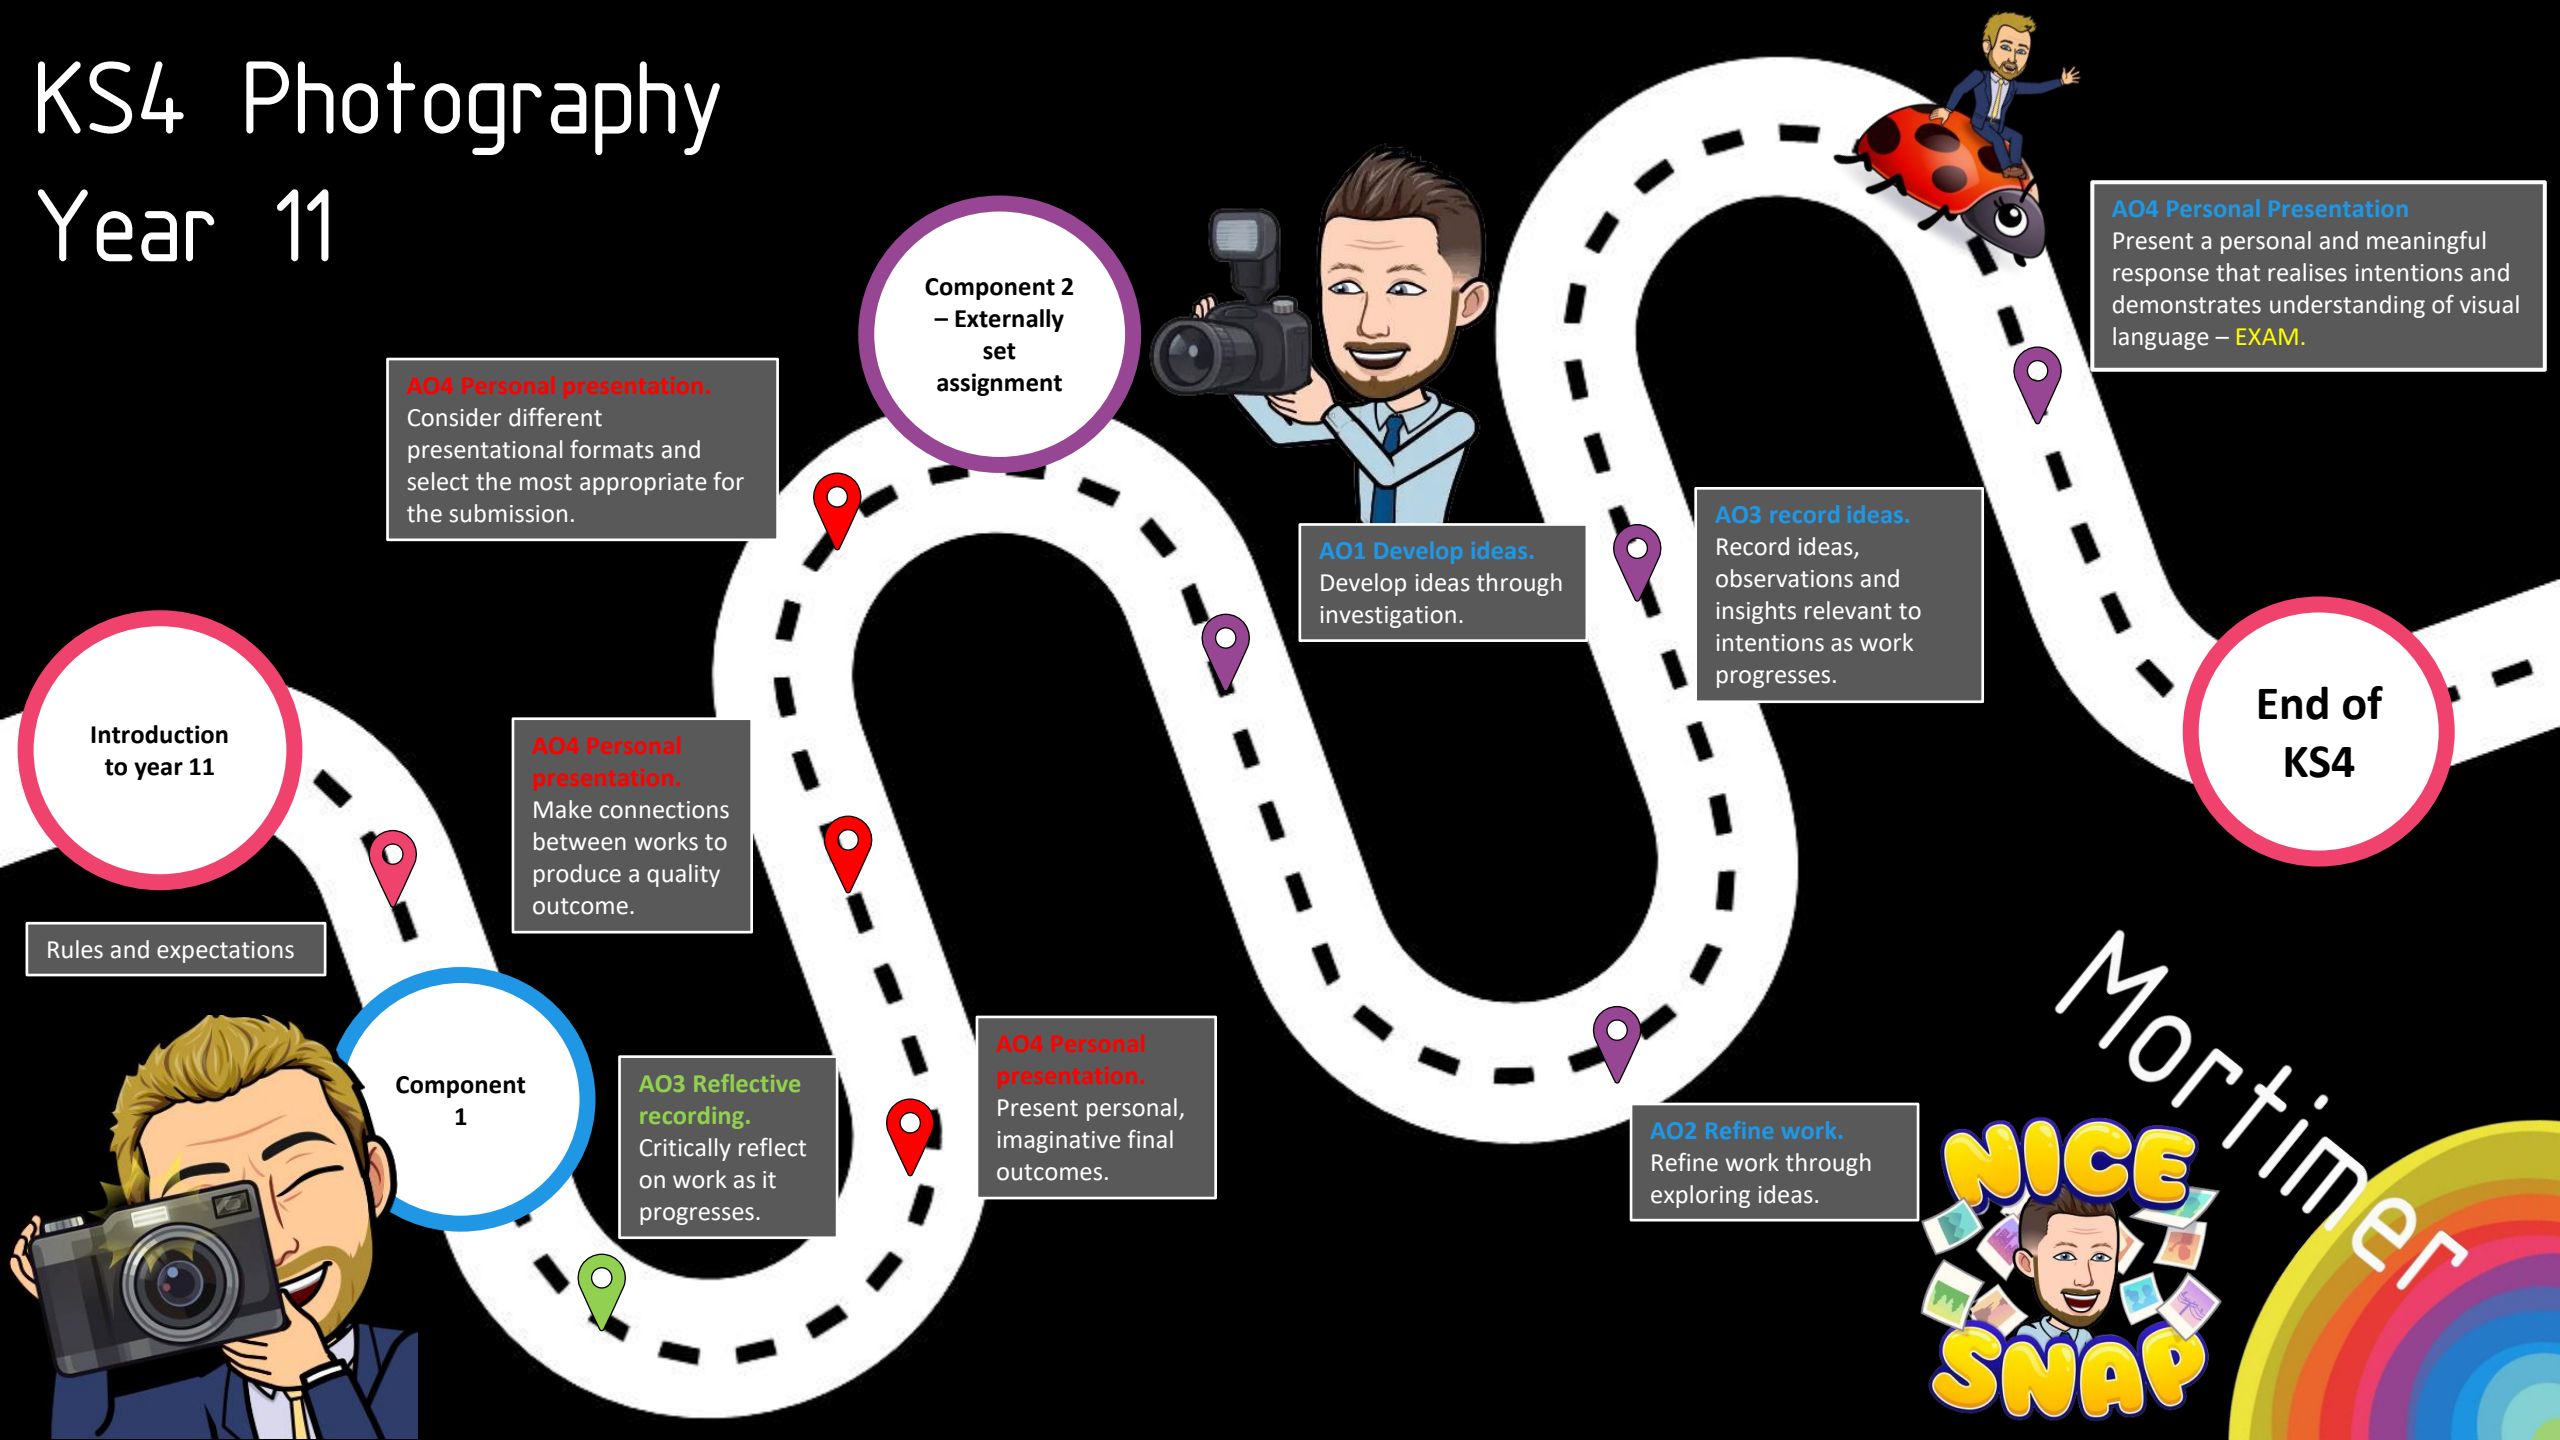 KS4 Photography
Year 11
Introduction
to year 11
Rules and expectations
Component
1
AO3 Reflective
recording.
Critically reflect
on work as it
progresses.
AO4 Personal
presentation.
Present personal,
imaginative final
outcomes.
AO4 Personal
presentation.
Make connections
between works to
produce a quality
outcome.
AO4 Personal presentation.
Consider different
presentational formats and
select the most appropriate for
the submission.
Component 2
– Externally
set
assignment
AO1 Develop ideas.
Develop ideas through
investigation.
AO2 Refine work.
Refine work through
exploring ideas.
AO3 record ideas.
Record ideas,
observations and
insights relevant to
intentions as work
progresses.
AO4 Personal Presentation
Present a personal and meaningful
response that realises intentions and
demonstrates understanding of visual
language – EXAM.
End of
KS4
NICE
SNAP
Mortimer